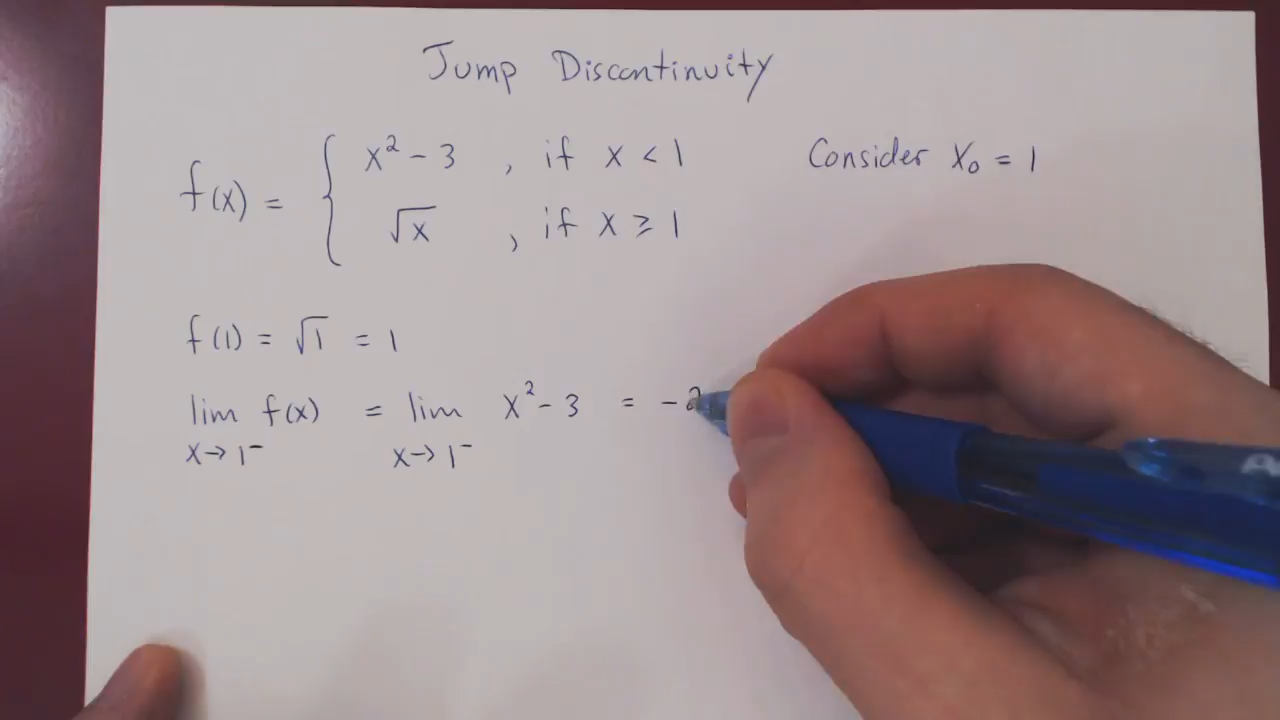 Jump Discontinuity
f(x) = { x² - 3 , if x < 1
√x , if x ≥ 1
Consider x₀ = 1
f(1) = √1 = 1
lim f(x) = lim x² - 3 = -2
x→1⁻ x→1⁻